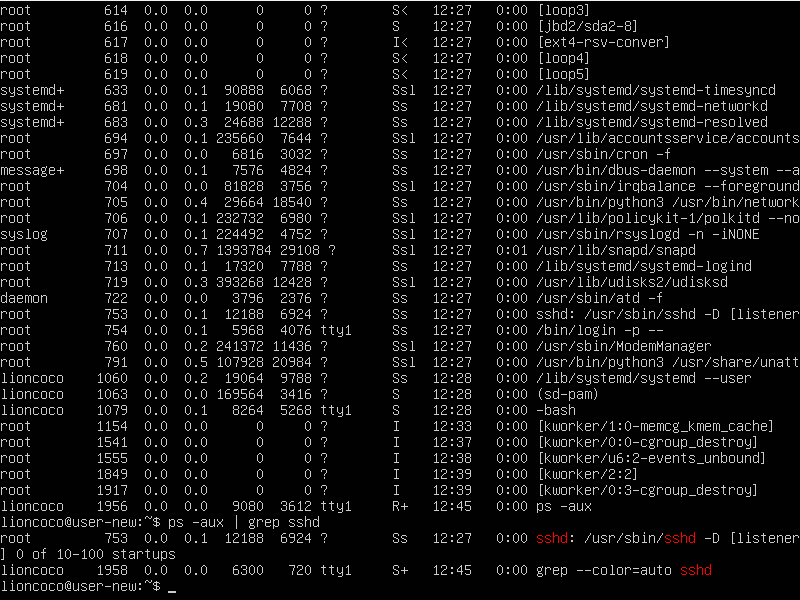 root 614 0.0 0.0 0 0 ? S< 12:27 0:00 [loop3]
root 616 0.0 0.0 0 0 ? S 12:27 0:00 [jbd2/sda2-8]
root 617 0.0 0.0 0 0 ? I< 12:27 0:00 [ext4-rsv-conver]
root 618 0.0 0.0 0 0 ? S< 12:27 0:00 [loop4]
root 619 0.0 0.0 0 0 ? S< 12:27 0:00 [loop5]
systemd+ 633 0.0 0.1 90888 6068 ? Ssl 12:27 0:00 /lib/systemd/systemd-timesyncd
systemd+ 681 0.0 0.1 19080 7708 ? Ss 12:27 0:00 /lib/systemd/systemd-networkd
systemd+ 683 0.0 0.3 24688 12288 ? Ss 12:27 0:00 /lib/systemd/systemd-resolved
root 694 0.0 0.1 235660 7644 ? Ssl 12:27 0:00 /usr/lib/accountsservice/accounts
root 697 0.0 0.0 6816 3032 ? Ss 12:27 0:00 /usr/sbin/cron -f
message+ 698 0.0 0.1 7576 4824 ? Ss 12:27 0:00 /usr/bin/dbus-daemon --system --a
root 704 0.0 0.0 81828 3756 ? Ssl 12:27 0:00 /usr/sbin/irqbalance --foreground
root 705 0.0 0.4 29664 18540 ? Ss 12:27 0:00 /usr/bin/python3 /usr/bin/network
root 706 0.0 0.1 232732 6980 ? Ssl 12:27 0:00 /usr/lib/policykit-1/polkitd --no
syslog 707 0.0 0.1 224492 4752 ? Ssl 12:27 0:00 /usr/sbin/rsyslogd -n -iNONE
root 711 0.0 0.7 1393784 29108 ? Ssl 12:27 0:01 /usr/lib/snapd/snapd
root 713 0.0 0.1 17320 7788 ? Ss 12:27 0:00 /lib/systemd/systemd-logind
root 719 0.0 0.3 393268 12428 ? Ssl 12:27 0:00 /usr/lib/udisks2/udisksd
daemon 722 0.0 0.0 3796 2376 ? Ss 12:27 0:00 /usr/sbin/atd -f
root 753 0.0 0.1 12188 6924 ? Ss 12:27 0:00 sshd: /usr/sbin/sshd -D [listener
root 754 0.0 0.1 5968 4076 tty1 Ss 12:27 0:00 /bin/login -p --
root 760 0.0 0.2 241372 11436 ? Ssl 12:27 0:00 /usr/sbin/ModemManager
root 791 0.0 0.5 107928 20984 ? Ssl 12:27 0:00 /usr/bin/python3 /usr/share/unatt
lioncoco 1060 0.0 0.2 19064 9788 ? Ss 12:28 0:00 /lib/systemd/systemd --user
lioncoco 1063 0.0 0.0 169564 3416 ? S 12:28 0:00 (sd-pam)
lioncoco 1079 0.0 0.1 8264 5268 tty1 S 12:28 0:00 -bash
root 1154 0.0 0.0 0 0 ? I 12:33 0:00 [kworker/1:0-memcg_kmem_cache]
root 1541 0.0 0.0 0 0 ? I 12:37 0:00 [kworker/0:0-cgroup_destroy]
root 1555 0.0 0.0 0 0 ? I 12:38 0:00 [kworker/u6:2-events_unbound]
root 1849 0.0 0.0 0 0 ? I 12:39 0:00 [kworker/2:2]
root 1917 0.0 0.0 0 0 ? I 12:39 0:00 [kworker/0:3-cgroup_destroy]
lioncoco 1956 0.0 0.0 9080 3612 tty1 R+ 12:45 0:00 ps -aux
lioncoco@user-new:~$ ps -aux | grep sshd
root 753 0.0 0.1 12188 6924 ? Ss 12:27 0:00 sshd: /usr/sbin/sshd -D [listener
] 0 of 10-100 startups
lioncoco 1958 0.0 0.0 6300 720 tty1 S+ 12:45 0:00 grep --color=auto sshd
lioncoco@user-new:~$ _